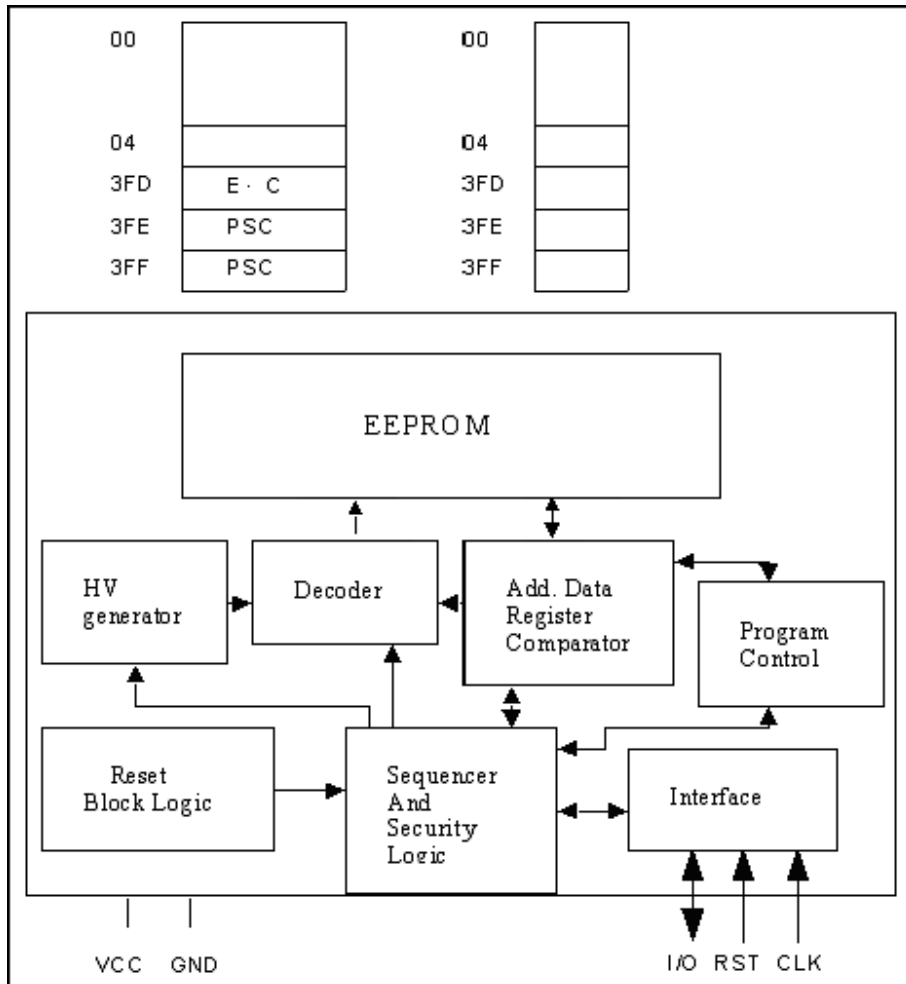 00 00
04 04
3FD E · C 3FD
3FE PSC 3FE
3FF PSC 3FF
EEPROM
HV
generator
Decoder
Add. Data
Register
Comparator
Program
Control
Reset
Block Logic
Sequencer
And
Security
Logic
Interface
VCC GND I/O RST CLK